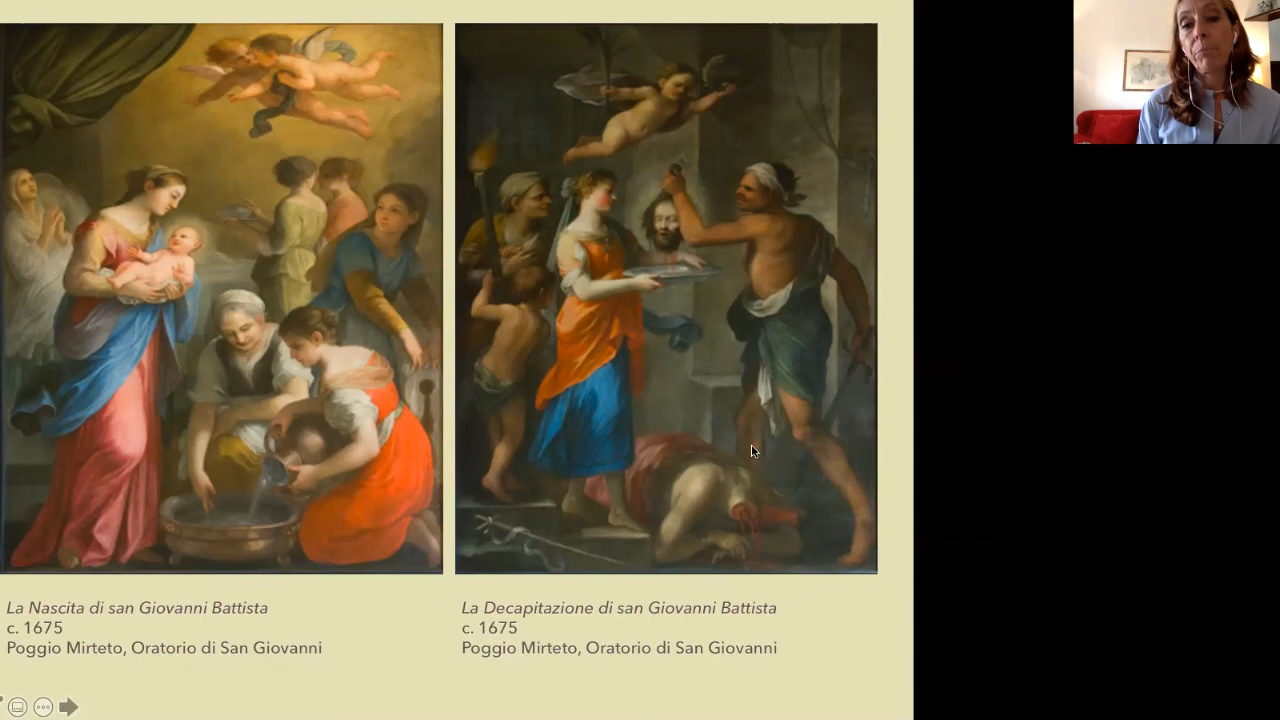 La Nascita di san Giovanni Battista
c. 1675
Poggio Mirteto, Oratorio di San Giovanni
La Decapitazione di san Giovanni Battista
c. 1675
Poggio Mirteto, Oratorio di San Giovanni